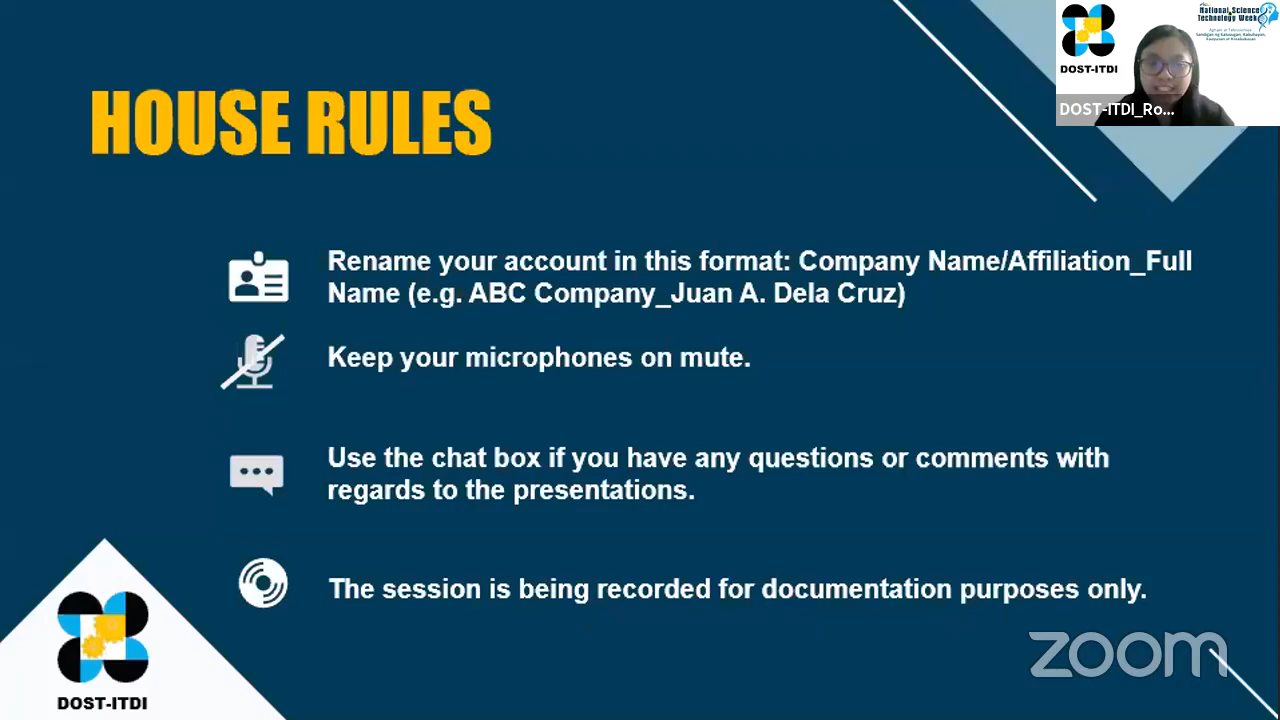 HOUSE RULES
Rename your account in this format: Company Name/Affiliation_Full
Name (e.g. ABC Company_Juan A. Dela Cruz)
Keep your microphones on mute.
Use the chat box if you have any questions or comments with
regards to the presentations.
The session is being recorded for documentation purposes only.
DOST-ITDI
zoom
DOST-ITDI
National Science
Technology Week
DOST-ITDI_Ro...